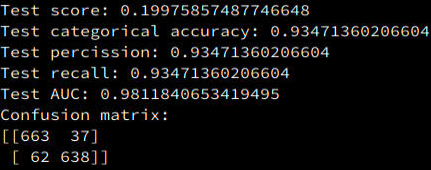 Test score: 0.19975857487746648
Test categorical accuracy: 0.93471360206604
Test percission: 0.93471360206604
Test recall: 0.93471360206604
Test AUC: 0.9811840653419495
Confusion matrix:
[[663  37]
 [ 62 638]]